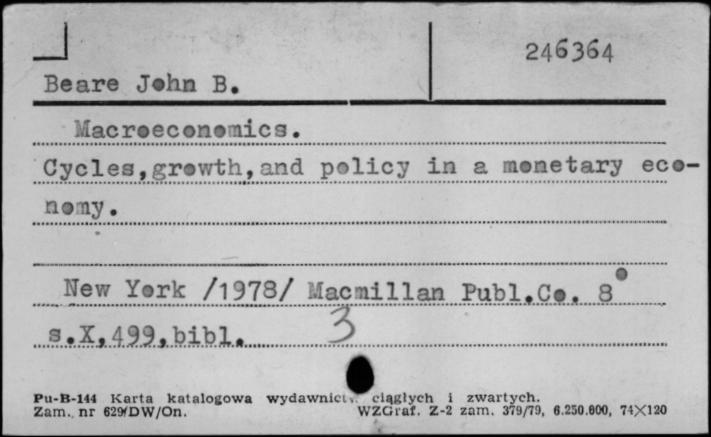 246364
Beare John B.
Macroeconomics.
Cycles,growth,and policy in a monetary eco-
nomy.
New York /1978/ Macmillan Publ.Co. 8°
s.X,499,bibl. 3
Pu-B-144 Karta katalogowa wydawnictw ciągłych i zwartych.
Zam. nr 629/DW/On. WZGraf. Z-2 zam. 379/79, 6.250.000, 74×120